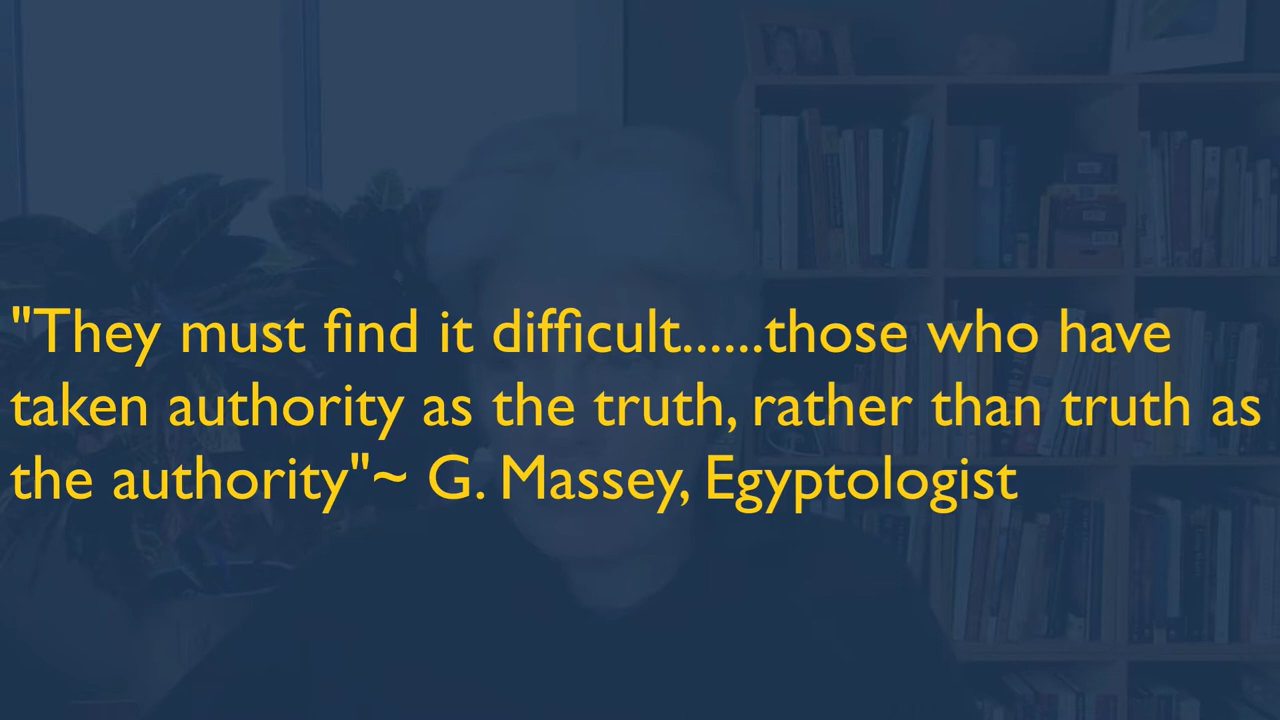 "They must find it difficult......those who have
taken authority as the truth, rather than truth as
the authority"~ G. Massey, Egyptologist